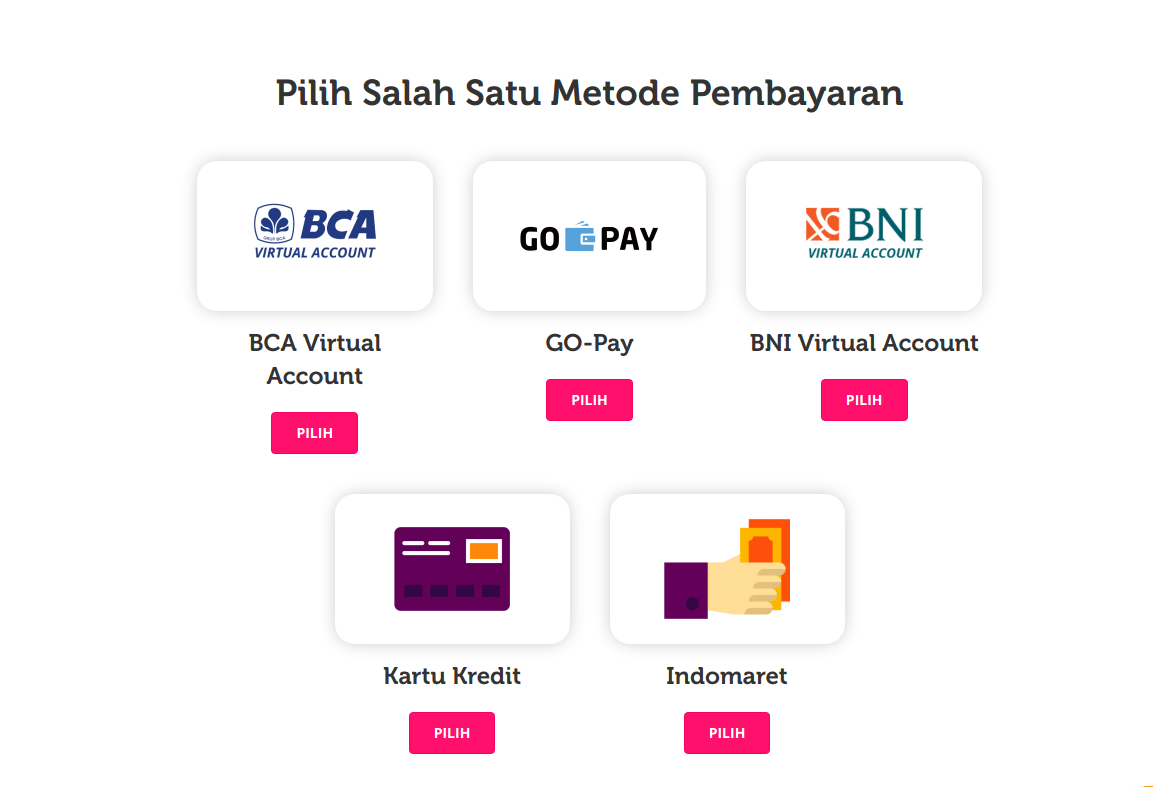 Pilih Salah Satu Metode Pembayaran
BCA
VIRTUAL ACCOUNT
GO PAY
BNI
VIRTUAL ACCOUNT
BCA Virtual
Account
GO-Pay
BNI Virtual Account
PILIH
PILIH
PILIH
Kartu Kredit
Indomaret
PILIH
PILIH